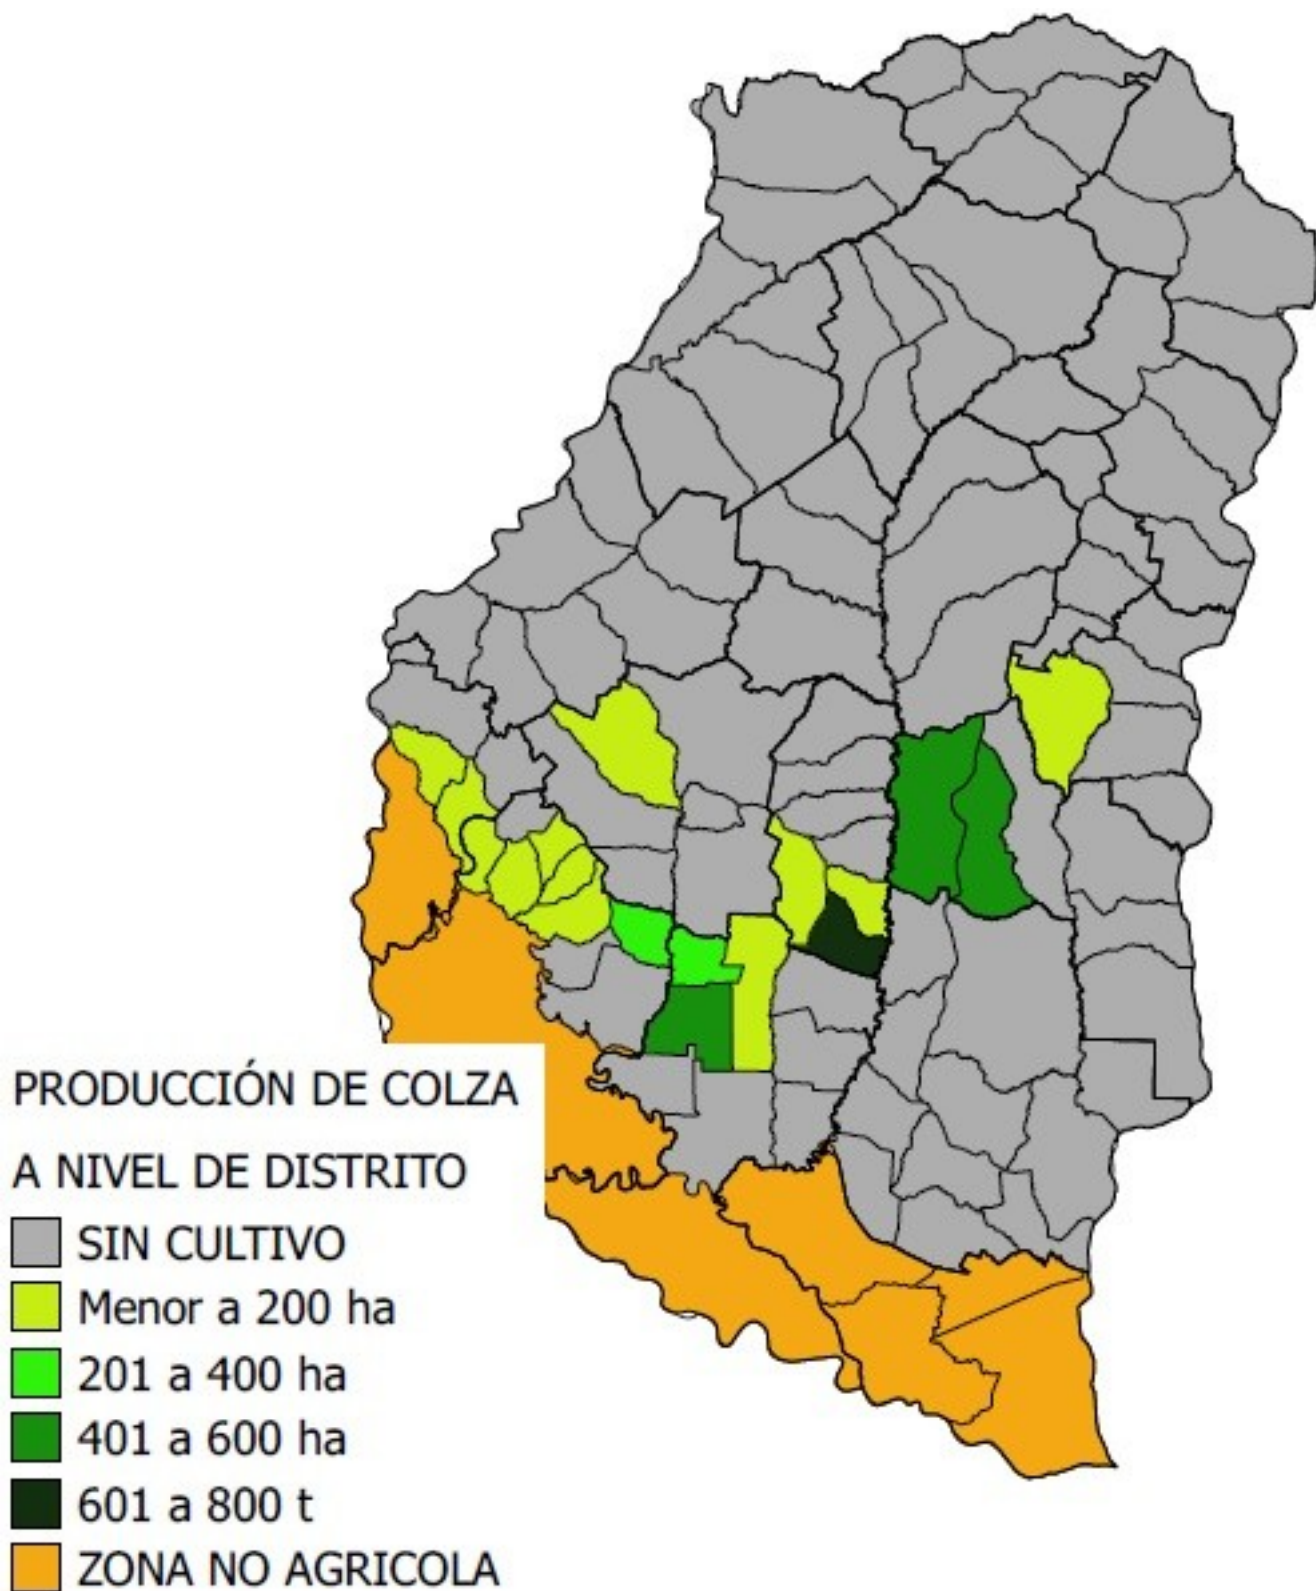 PRODUCCIÓN DE COLZA
A NIVEL DE DISTRITO
SIN CULTIVO
Menor a 200 ha
201 a 400 ha
401 a 600 ha
601 a 800 t
ZONA NO AGRICOLA